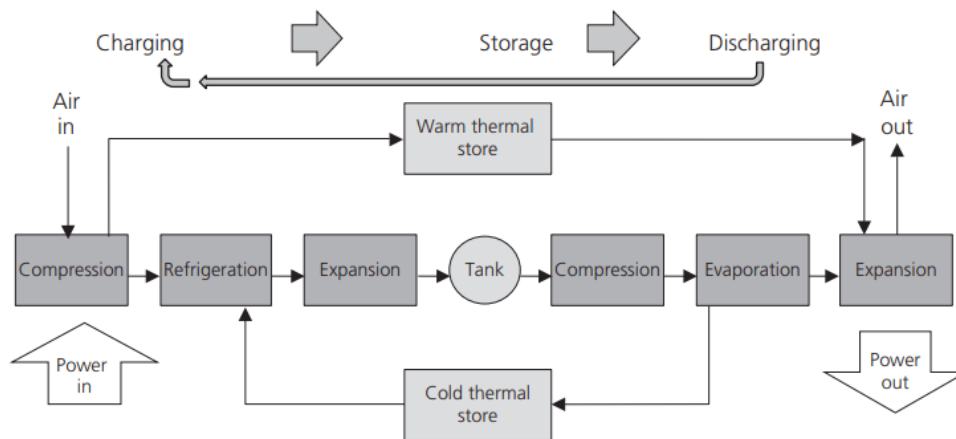 Charging
Storage
Discharging
Air
in
Warm thermal
store
Air
out
Compression
Refrigeration
Expansion
Tank
Compression
Evaporation
Expansion
Power
in
Cold thermal
store
Power
out